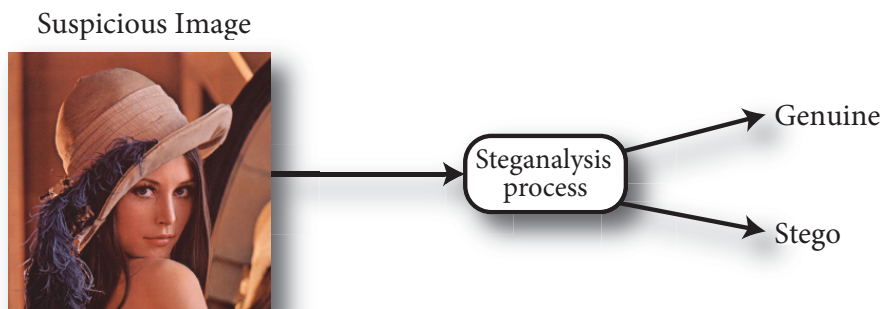 Suspicious Image
Steganalysis
process
Genuine
Stego